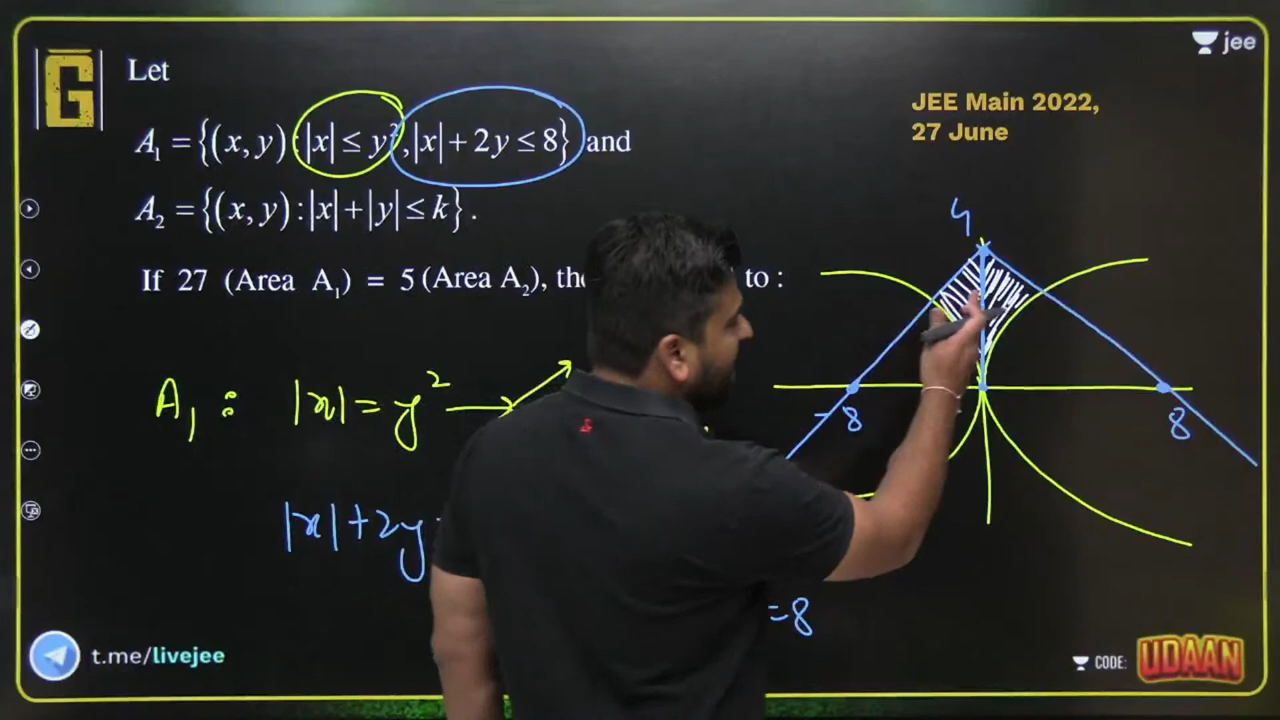 G
jee
Let
JEE Main 2022,
27 June
A₁ = {(x, y) : |x| ≤ y², |x| + 2y ≤ 8} and
A₂ = {(x, y) : |x| + |y| ≤ k}.
If 27 (Area A₁) = 5 (Area A₂), the to :
4
-8
8
A₁ : |x| = y²
|x| + 2y
=8
t.me/livejee
CODE: UDAAN